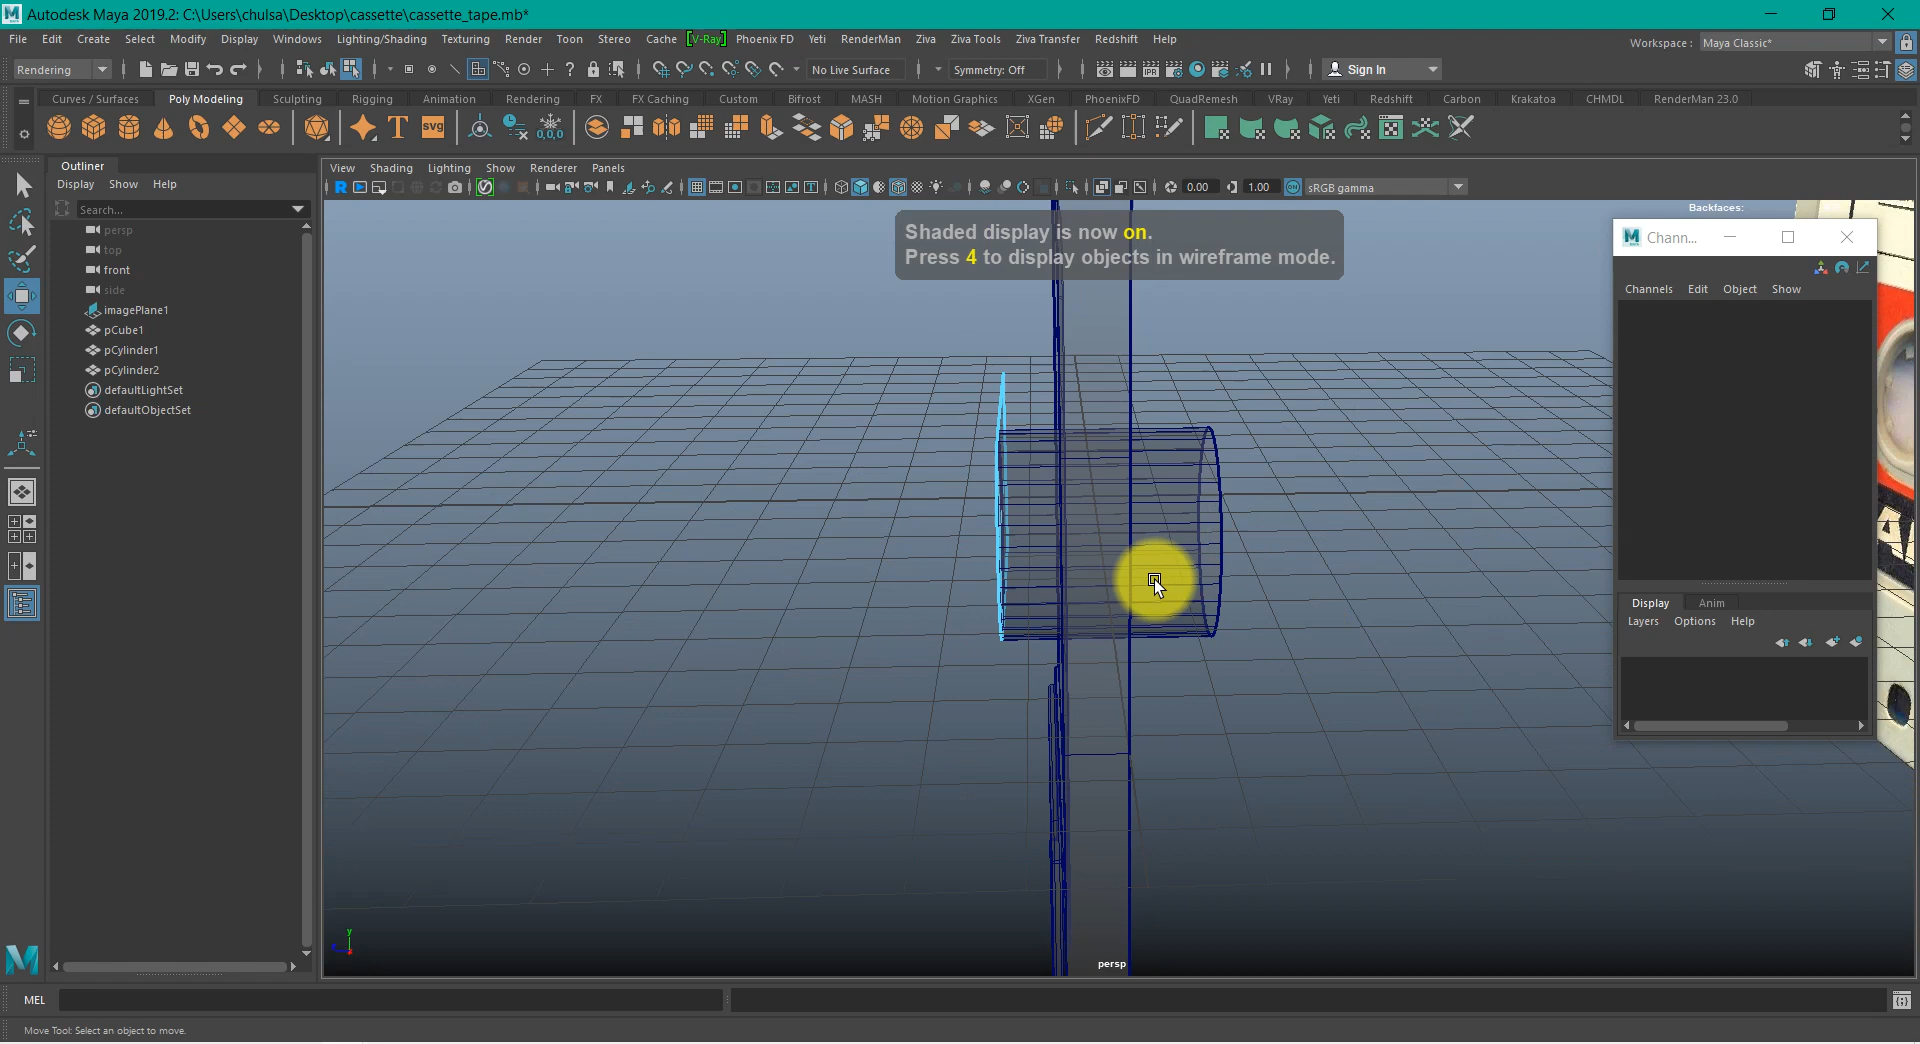 Autodesk Maya 2019.2: C:\Users\chulsa\Desktop\cassette\cassette_tape.mb*
File Edit Create Select Modify Display Windows Lighting/Shading Texturing Render Toon Stereo Cache [V-Ray] Phoenix FD Yeti RenderMan Ziva Ziva Tools Ziva Transfer Redshift Help
Workspace : Maya Classic*
Rendering No Live Surface Symmetry: Off IPR Sign In
Curves / Surfaces Poly Modeling Sculpting Rigging Animation Rendering FX FX Caching Custom Bifrost MASH Motion Graphics XGen PhoenixFD QuadRemesh VRay Yeti Redshift Carbon Krakatoa CHMDL RenderMan 23.0
T SVG 0,0,0
Outliner
Display Show Help
Search...
persp
top
front
side
imagePlane1
pCube1
pCylinder1
pCylinder2
defaultLightSet
defaultObjectSet
View Shading Lighting Show Renderer Panels
R 0.00 1.00 ON sRGB gamma
Backfaces:
Shaded display is now on.
Press 4 to display objects in wireframe mode.
Chann...
Channels Edit Object Show
Display Anim
Layers Options Help
y
persp
MEL
Move Tool: Select an object to move.